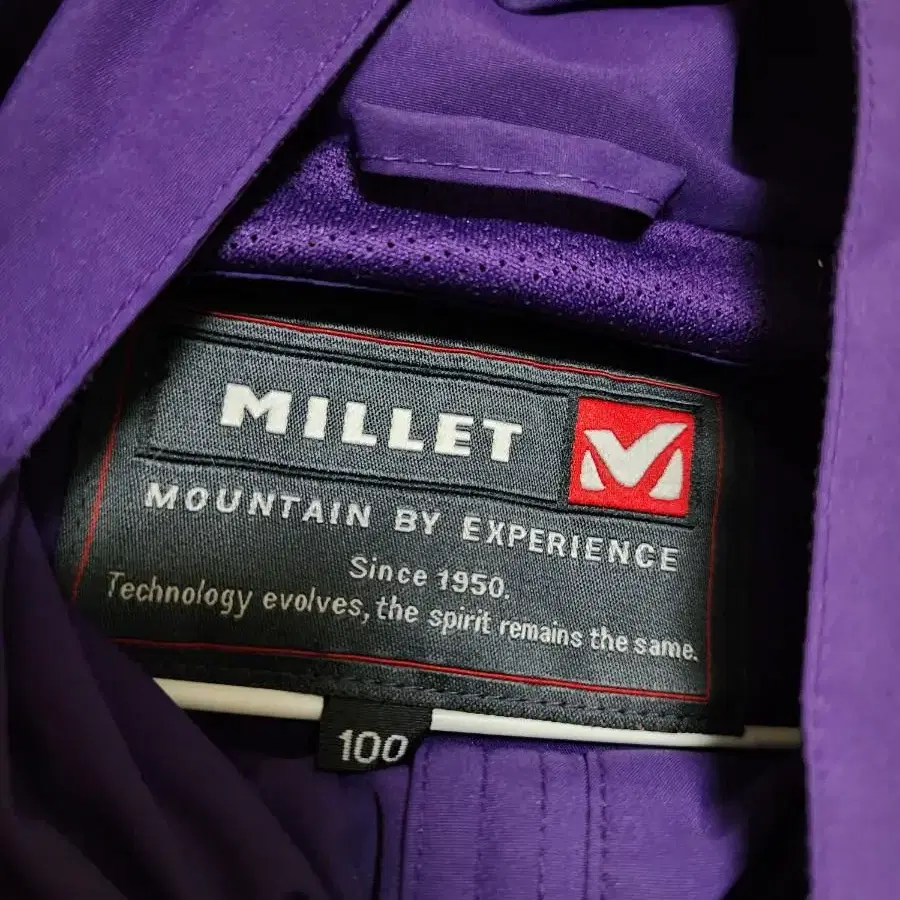 MILLET
MOUNTAIN BY EXPERIENCE
Since 1950.
Technology evolves, the spirit remains the same.
100